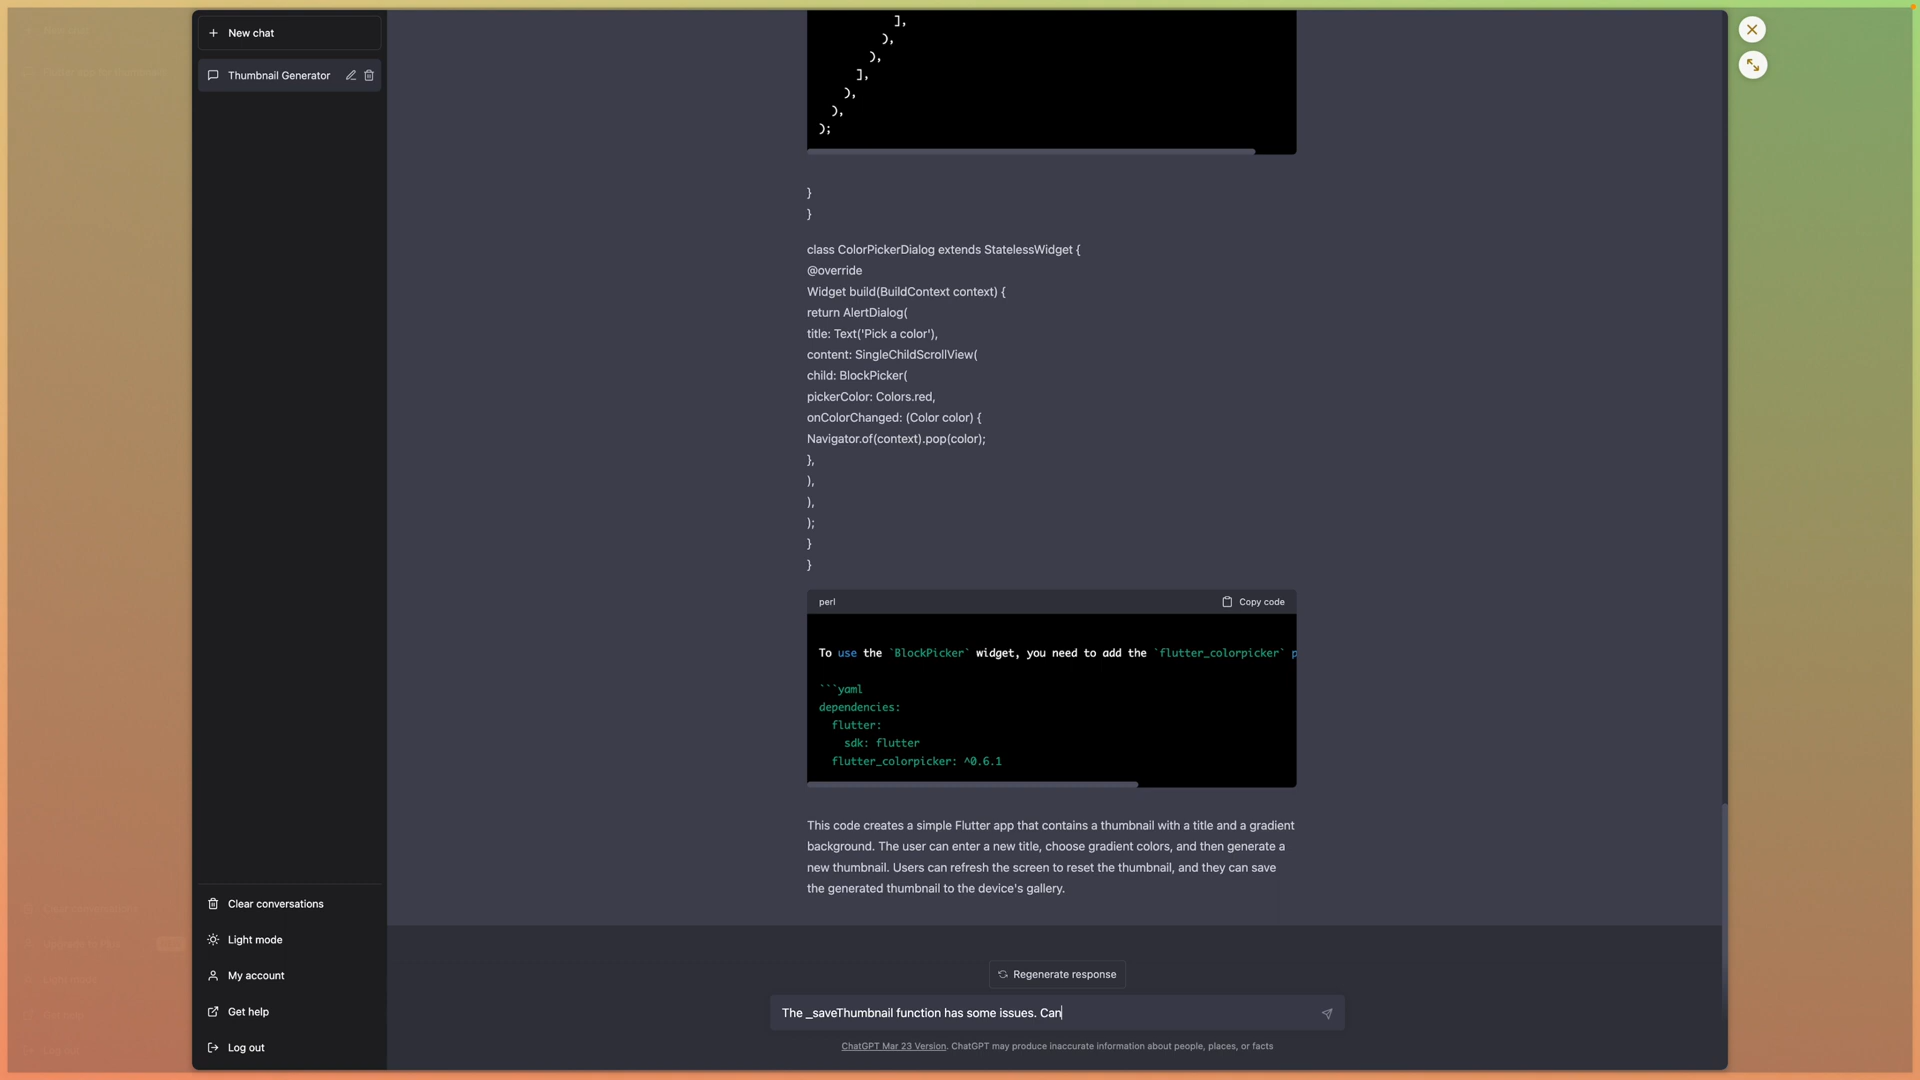 New chat
Thumbnail Generator
],
),
),
],
),
),
);
}
}
class ColorPickerDialog extends StatelessWidget {
@override
Widget build(BuildContext context) {
return AlertDialog(
title: Text('Pick a color'),
content: SingleChildScrollView(
child: BlockPicker(
pickerColor: Colors.red,
onColorChanged: (Color color) {
Navigator.of(context).pop(color);
},
),
),
);
}
}
perl
Copy code
To use the `BlockPicker` widget, you need to add the `flutter_colorpicker` p
```yaml
dependencies:
flutter:
sdk: flutter
flutter_colorpicker: ^0.6.1
This code creates a simple Flutter app that contains a thumbnail with a title and a gradient
background. The user can enter a new title, choose gradient colors, and then generate a
new thumbnail. Users can refresh the screen to reset the thumbnail, and they can save
the generated thumbnail to the device's gallery.
Clear conversations
Light mode
My account
Get help
Log out
Regenerate response
The _saveThumbnail function has some issues. Can
ChatGPT Mar 23 Version. ChatGPT may produce inaccurate information about people, places, or facts